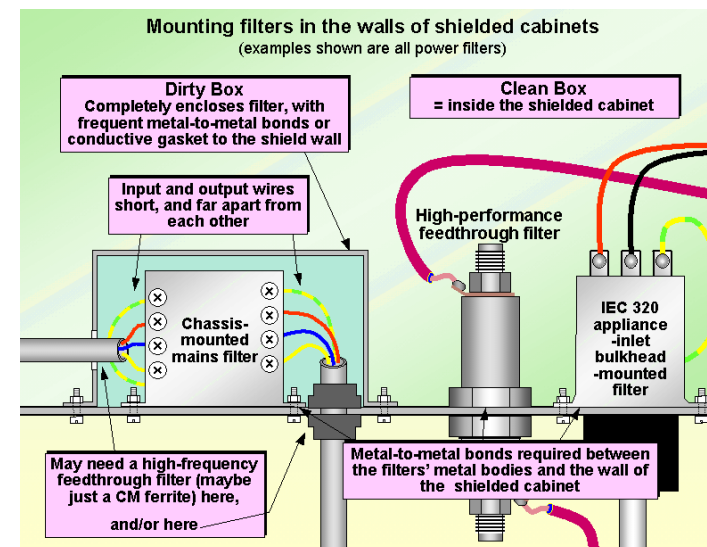 Mounting filters in the walls of shielded cabinets
(examples shown are all power filters)
Dirty Box
Completely encloses filter, with
frequent metal-to-metal bonds or
conductive gasket to the shield wall
Clean Box
= inside the shielded cabinet
Input and output wires
short, and far apart from
each other
High-performance
feedthrough filter
Chassis-
mounted
mains filter
IEC 320
appliance
-inlet
bulkhead
-mounted
filter
May need a high-frequency
feedthrough filter (maybe
just a CM ferrite) here,
and/or here
Metal-to-metal bonds required between
the filters' metal bodies and the wall of
the shielded cabinet